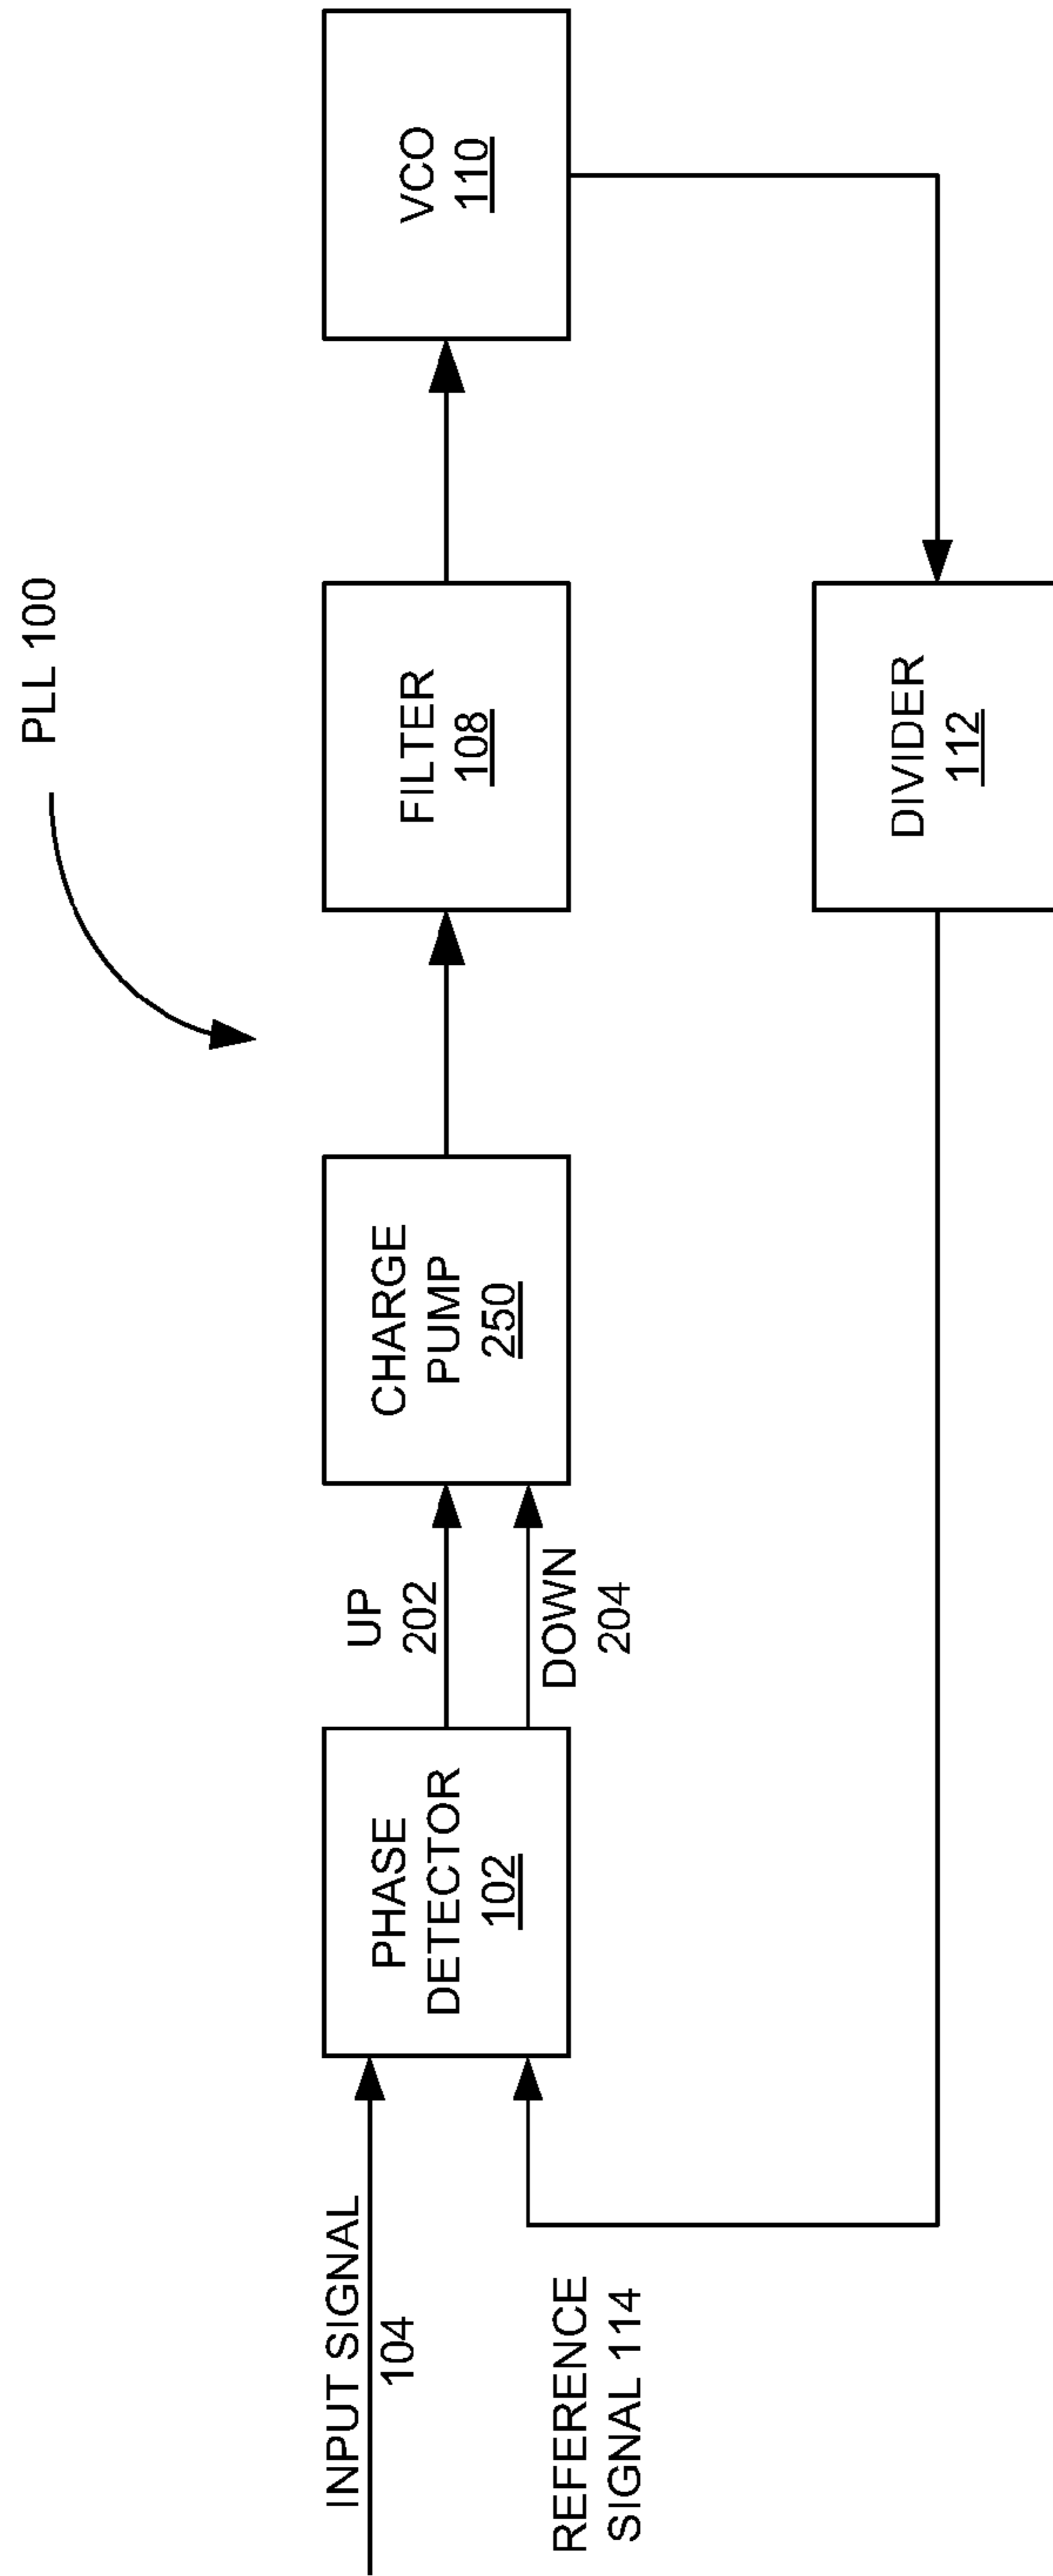 PLL 100
INPUT SIGNAL
104
REFERENCE
SIGNAL 114
PHASE
DETECTOR
102
UP
202
DOWN
204
CHARGE
PUMP
250
FILTER
108
VCO
110
DIVIDER
112